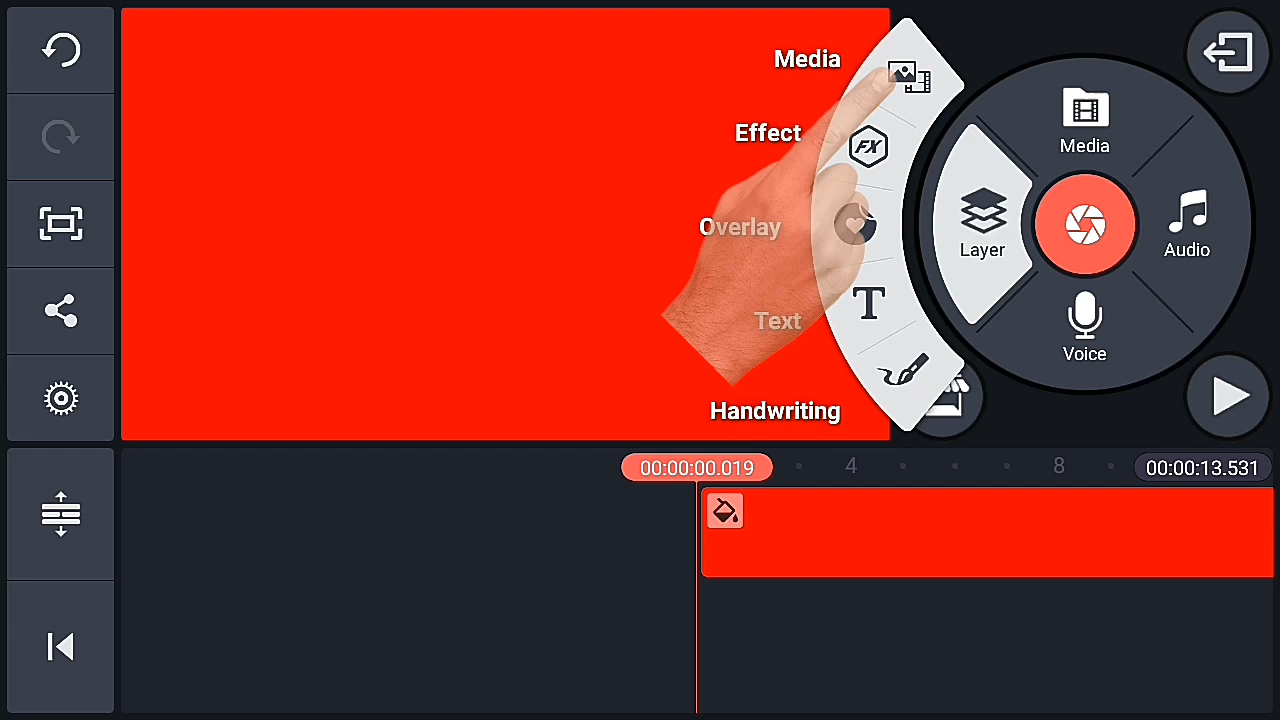 Media
Effect
Overlay
Text
Handwriting
FX
T
Media
Layer
Audio
Voice
00:00:00.019
4
8
00:00:13.531